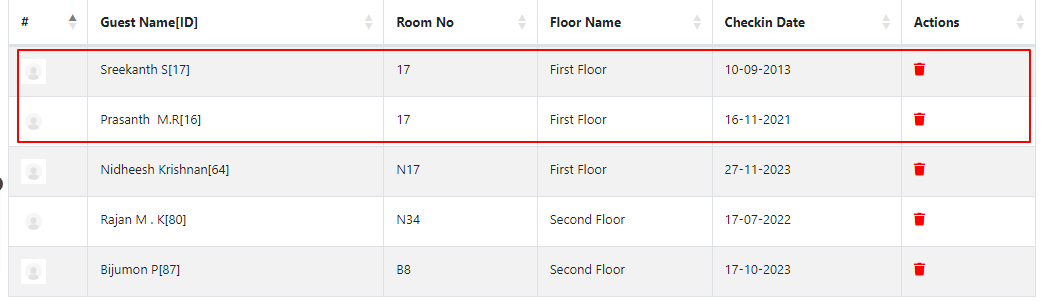 # Guest Name[ID] Room No Floor Name Checkin Date Actions
Sreekanth S[17] 17 First Floor 10-09-2013
Prasanth M.R[16] 17 First Floor 16-11-2021
Nidheesh Krishnan[64] N17 First Floor 27-11-2023
Rajan M . K[80] N34 Second Floor 17-07-2022
Bijumon P[87] B8 Second Floor 17-10-2023